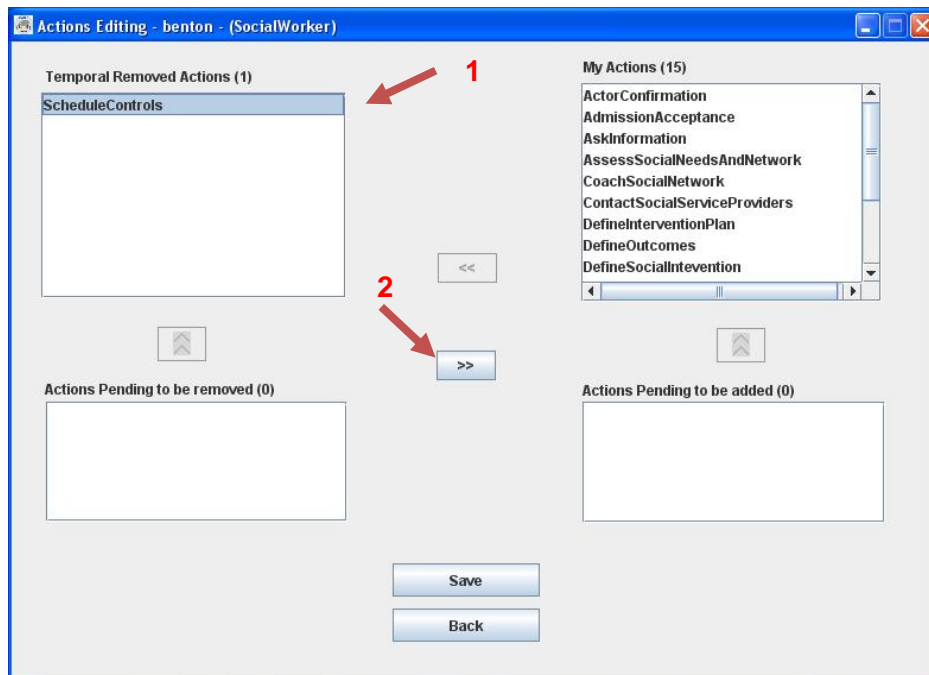 Actions Editing - benton - (SocialWorker)
Temporal Removed Actions (1)
ScheduleControls
1
My Actions (15)
ActorConfirmation
AdmissionAcceptance
AskInformation
AssessSocialNeedsAndNetwork
CoachSocialNetwork
ContactSocialServiceProviders
DefineInterventionPlan
DefineOutcomes
DefineSocialIntevention
<<
2
>>
Actions Pending to be removed (0)
Actions Pending to be added (0)
Save
Back